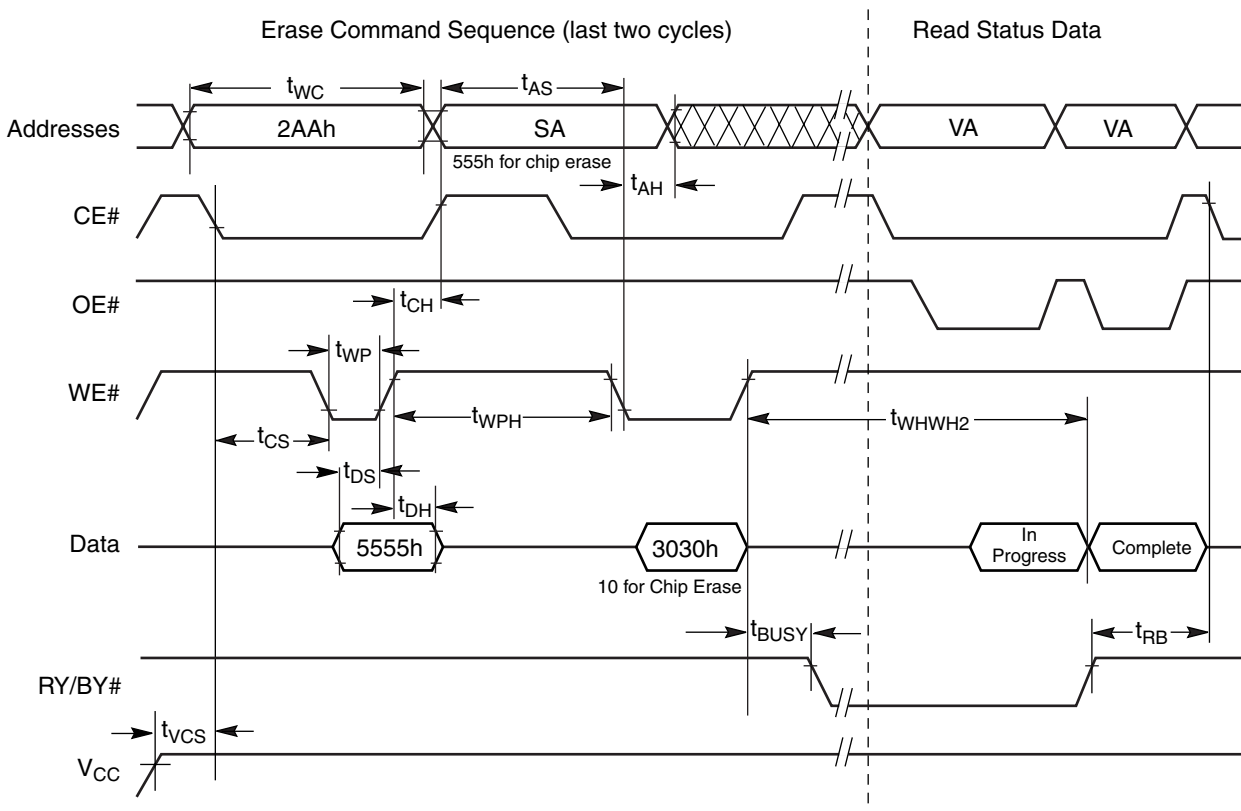 Erase Command Sequence (last two cycles)
Read Status Data
tWC
tAS
Addresses
2AAh
SA
VA
VA
555h for chip erase
tAH
CE#
OE#
tCH
tWP
WE#
tWPH
tWHWH2
tCS
tDS
tDH
Data
5555h
3030h
In
Progress
Complete
10 for Chip Erase
tBUSY
tRB
RY/BY#
tVCS
VCC